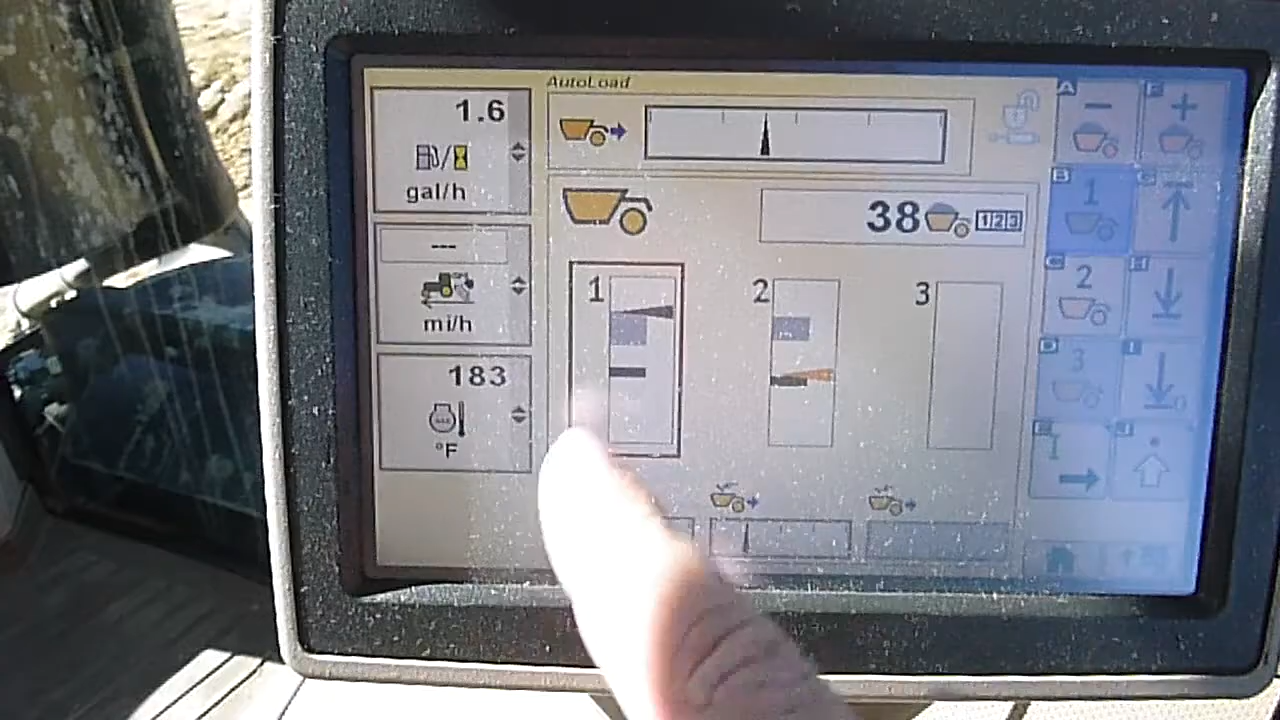 AutoLoad
1.6
gal/h
---
mi/h
183
°F
38
123
1
2
3
A
-
+
B
1
C
2
H
D
3
I